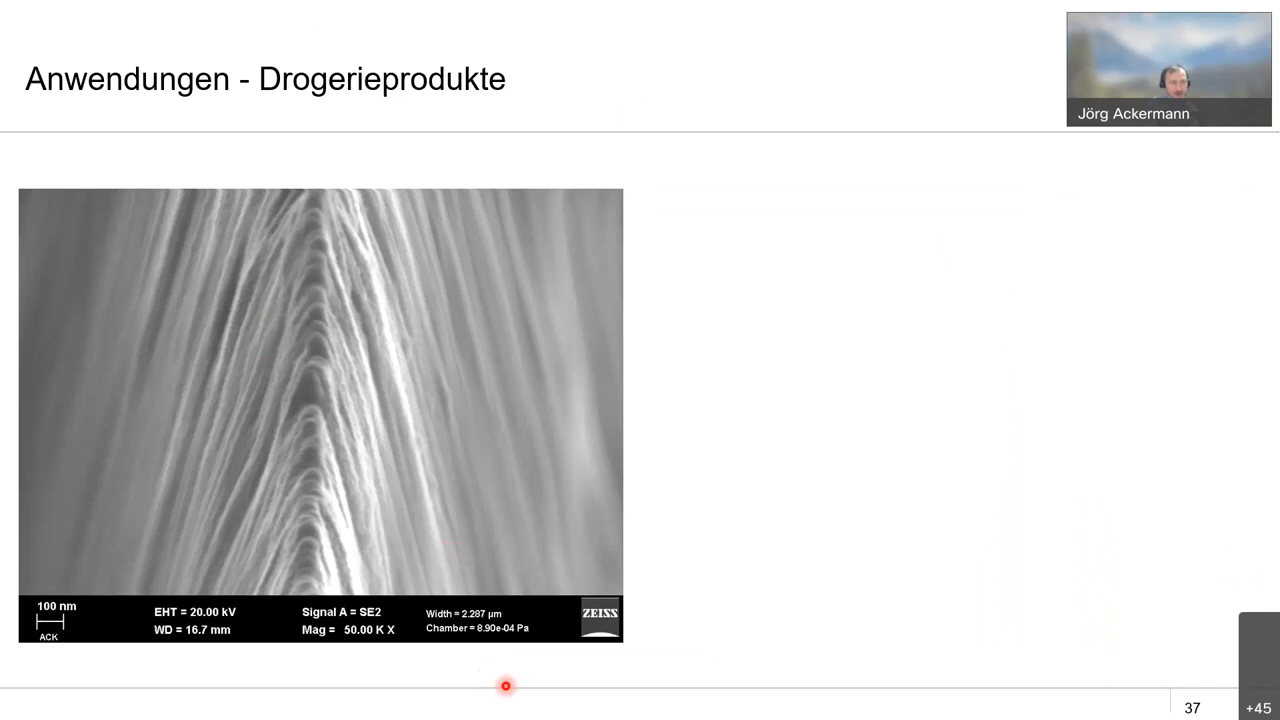 Anwendungen - Drogerieprodukte
Jörg Ackermann
100 nm
ACK
EHT = 20.00 kV
WD = 16.7 mm
Signal A = SE2
Mag = 50.00 K X
Width = 2.287 µm
Chamber = 8.90e-04 Pa
ZEISS
37
+45